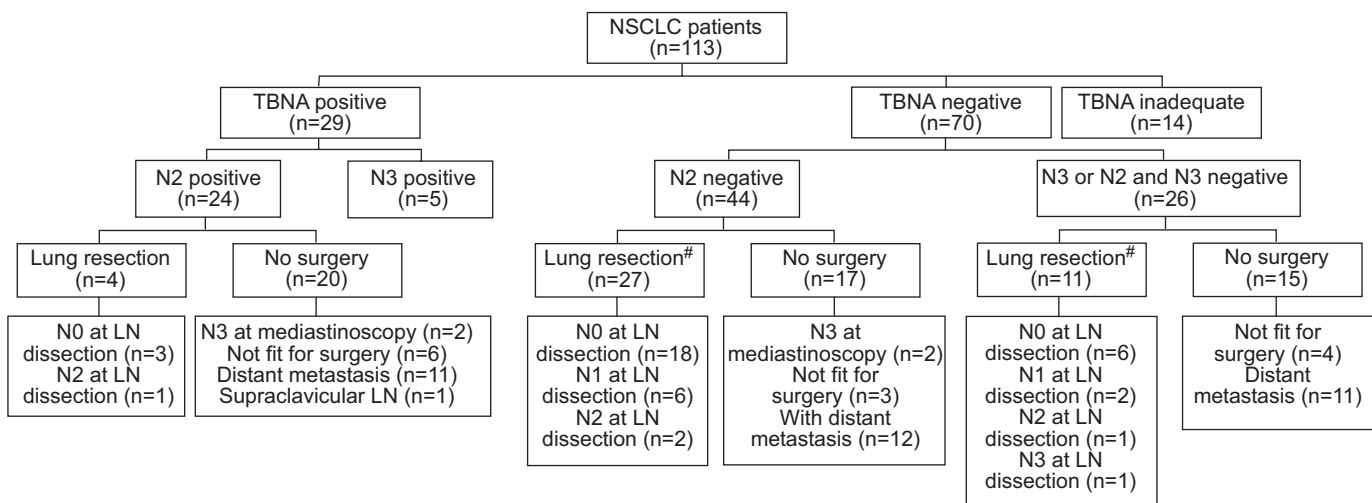 NSCLC patients
(n=113)
TBNA positive
(n=29)
TBNA negative
(n=70)
TBNA inadequate
(n=14)
N2 positive
(n=24)
N3 positive
(n=5)
N2 negative
(n=44)
N3 or N2 and N3 negative
(n=26)
Lung resection
(n=4)
No surgery
(n=20)
Lung resection#
(n=27)
No surgery
(n=17)
Lung resection#
(n=11)
No surgery
(n=15)
N0 at LN
dissection (n=3)
N2 at LN
dissection (n=1)
N3 at mediastinoscopy (n=2)
Not fit for surgery (n=6)
Distant metastasis (n=11)
Supraclavicular LN (n=1)
N0 at LN
dissection (n=18)
N1 at LN
dissection (n=6)
N2 at LN
dissection (n=2)
N3 at
mediastinoscopy (n=2)
Not fit for
surgery (n=3)
With distant
metastasis (n=12)
N0 at LN
dissection (n=6)
N1 at LN
dissection (n=2)
N2 at LN
dissection (n=1)
N3 at LN
dissection (n=1)
Not fit for
surgery (n=4)
Distant
metastasis (n=11)